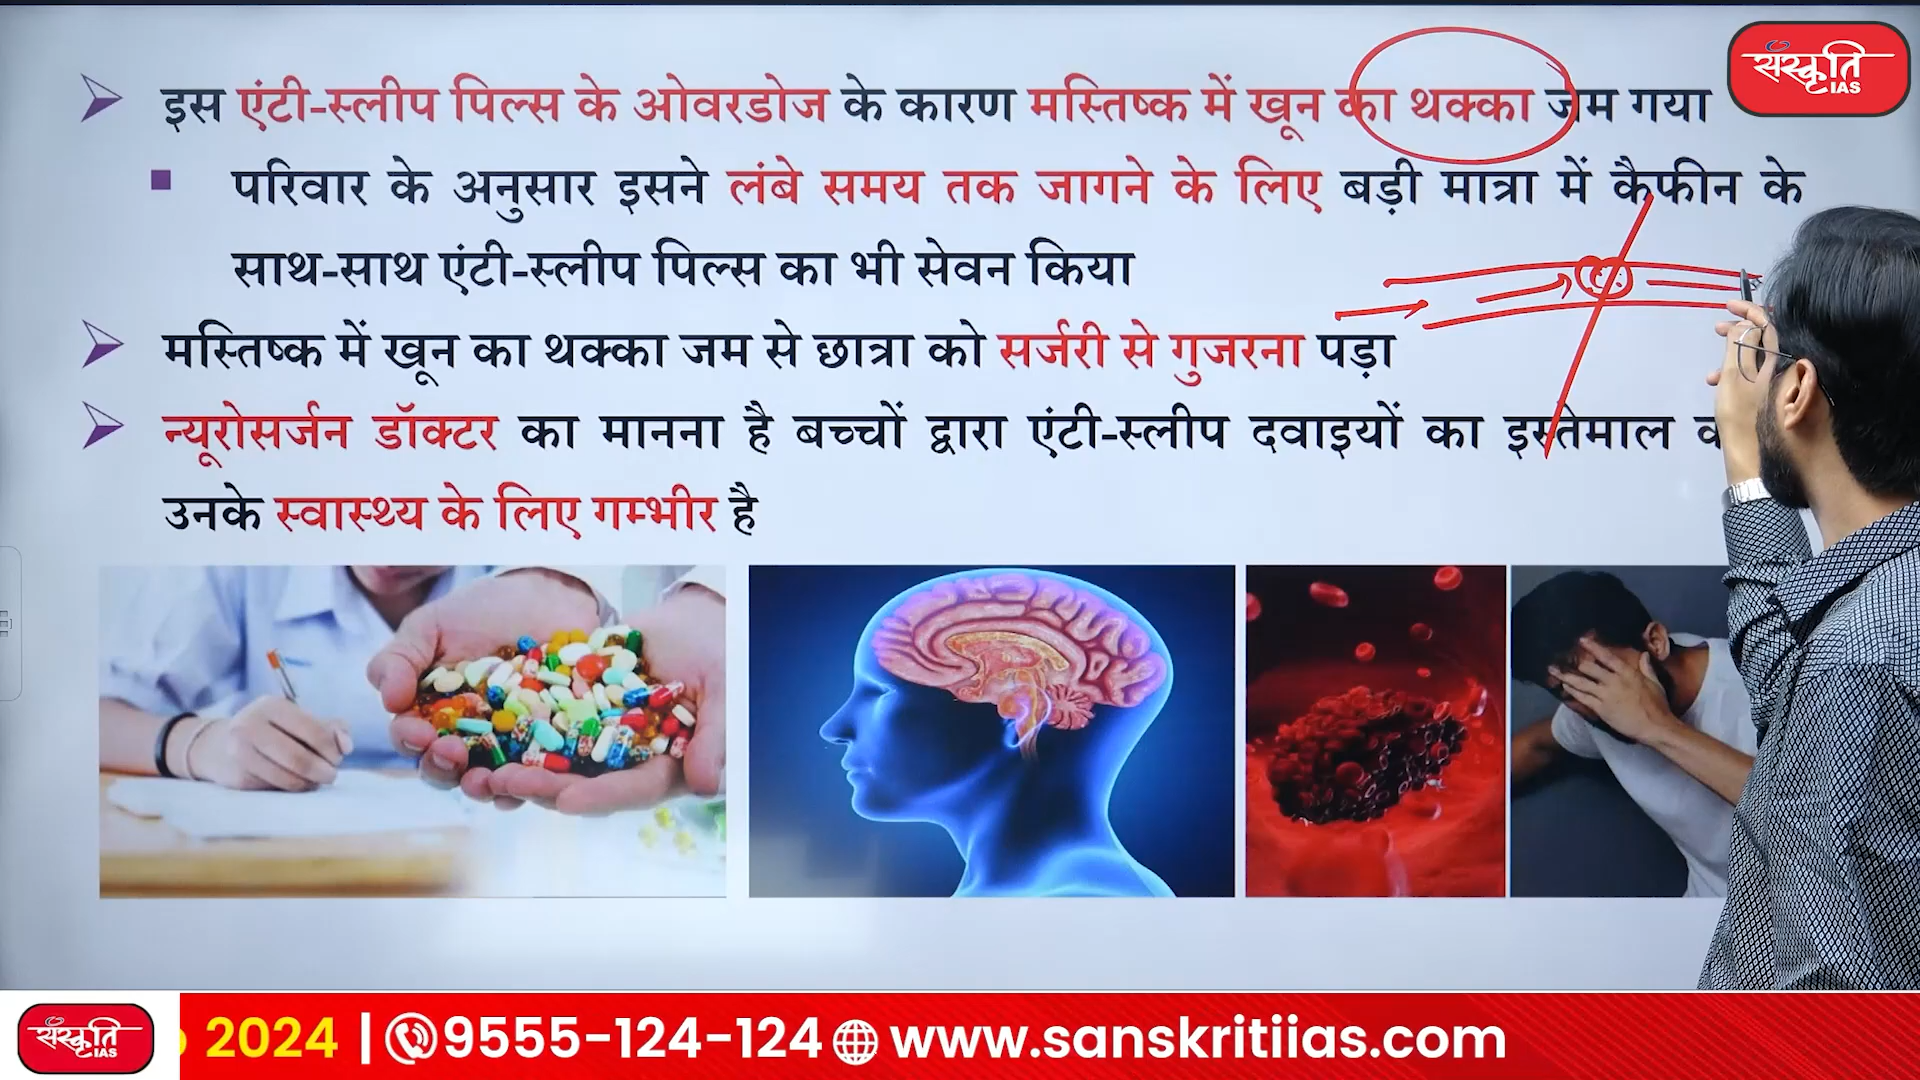 संस्कृति
IAS
इस एंटी-स्लीप पिल्स के ओवरडोज के कारण मस्तिष्क में खून का थक्का जम गया
परिवार के अनुसार इसने लंबे समय तक जागने के लिए बड़ी मात्रा में कैफीन के
साथ-साथ एंटी-स्लीप पिल्स का भी सेवन किया
मस्तिष्क में खून का थक्का जम से छात्रा को सर्जरी से गुजरना पड़ा
न्यूरोसर्जन डॉक्टर का मानना है बच्चों द्वारा एंटी-स्लीप दवाइयों का इस्तेमाल
उनके स्वास्थ्य के लिए गम्भीर है
संस्कृति
IAS
2024 | 9555-124-124 www.sanskritiias.com